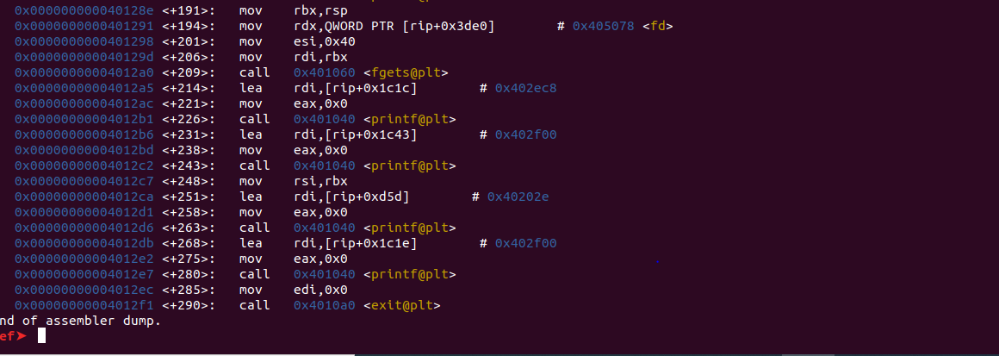 0x000000000040128e <+191>: mov rbx,rsp
0x0000000000401291 <+194>: mov rdx,QWORD PTR [rip+0x3de0] # 0x405078 <fd>
0x0000000000401298 <+201>: mov esi,0x40
0x000000000040129d <+206>: mov rdi,rbx
0x00000000004012a0 <+209>: call 0x401060 <fgets@plt>
0x00000000004012a5 <+214>: lea rdi,[rip+0x1c1c] # 0x402ec8
0x00000000004012ac <+221>: mov eax,0x0
0x00000000004012b1 <+226>: call 0x401040 <printf@plt>
0x00000000004012b6 <+231>: lea rdi,[rip+0x1c43] # 0x402f00
0x00000000004012bd <+238>: mov eax,0x0
0x00000000004012c2 <+243>: call 0x401040 <printf@plt>
0x00000000004012c7 <+248>: mov rsi,rbx
0x00000000004012ca <+251>: lea rdi,[rip+0xd5d] # 0x40202e
0x00000000004012d1 <+258>: mov eax,0x0
0x00000000004012d6 <+263>: call 0x401040 <printf@plt>
0x00000000004012db <+268>: lea rdi,[rip+0x1c1e] # 0x402f00
0x00000000004012e2 <+275>: mov eax,0x0
0x00000000004012e7 <+280>: call 0x401040 <printf@plt>
0x00000000004012ec <+285>: mov edi,0x0
0x00000000004012f1 <+290>: call 0x4010a0 <exit@plt>
nd of assembler dump.
ef➤